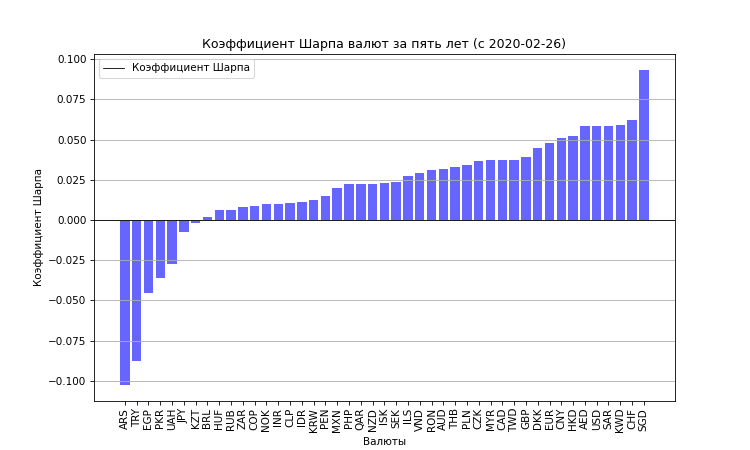 Коэффициент Шарпа валют за пять лет (с 2020-02-26)
Коэффициент Шарпа
0.100
0.075
0.050
0.025
0.000
−0.025
−0.050
−0.075
−0.100
Коэффициент Шарпа
ARS
TRY
EGP
PKR
UAH
JPY
KZT
BRL
HUF
RUB
ZAR
COP
NOK
INR
CLP
IDR
KRW
PEN
MXN
PHP
QAR
NZD
ISK
SEK
ILS
VND
RON
AUD
THB
PLN
CZK
MYR
CAD
TWD
GBP
DKK
EUR
CNY
HKD
AED
USD
SAR
KWD
CHF
SGD
Валюты